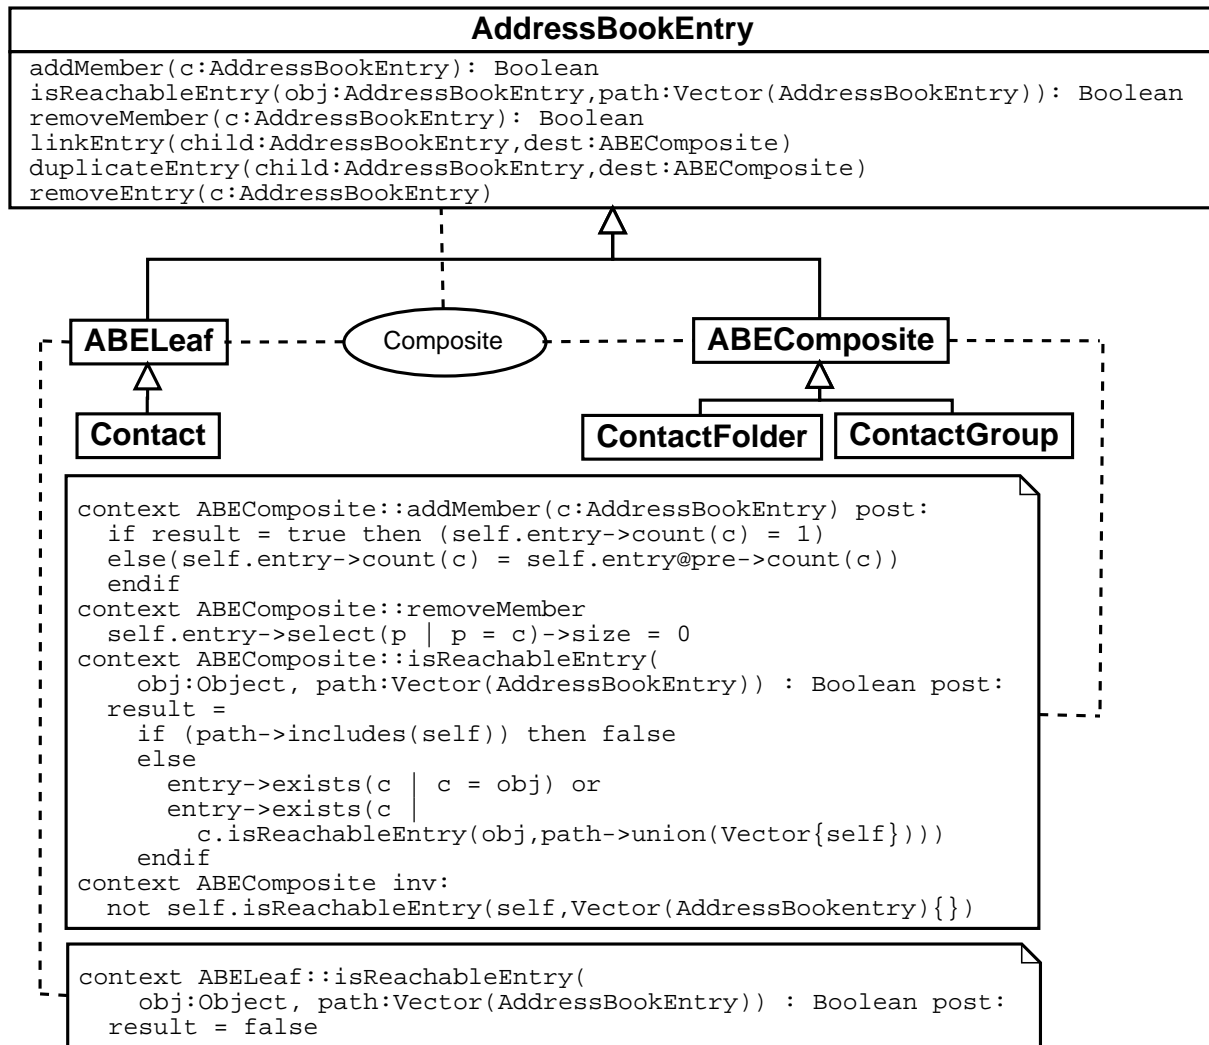 AddressBookEntry
addMember(c:AddressBookEntry): Boolean
isReachableEntry(obj:AddressBookEntry,path:Vector(AddressBookEntry)): Boolean
removeMember(c:AddressBookEntry): Boolean
linkEntry(child:AddressBookEntry,dest:ABEComposite)
duplicateEntry(child:AddressBookEntry,dest:ABEComposite)
removeEntry(c:AddressBookEntry)
ABELeaf
Composite
ABEComposite
Contact
ContactFolder
ContactGroup
context ABEComposite::addMember(c:AddressBookEntry) post:
if result = true then (self.entry->count(c) = 1)
else(self.entry->count(c) = self.entry@pre->count(c))
endif
context ABEComposite::removeMember
self.entry->select(p | p = c)->size = 0
context ABEComposite::isReachableEntry(
obj:Object, path:Vector(AddressBookEntry)) : Boolean post:
result =
if (path->includes(self)) then false
else
entry->exists(c | c = obj) or
entry->exists(c |
c.isReachableEntry(obj,path->union(Vector{self})))
endif
context ABEComposite inv:
not self.isReachableEntry(self,Vector(AddressBookentry){})
context ABELeaf::isReachableEntry(
obj:Object, path:Vector(AddressBookEntry)) : Boolean post:
result = false